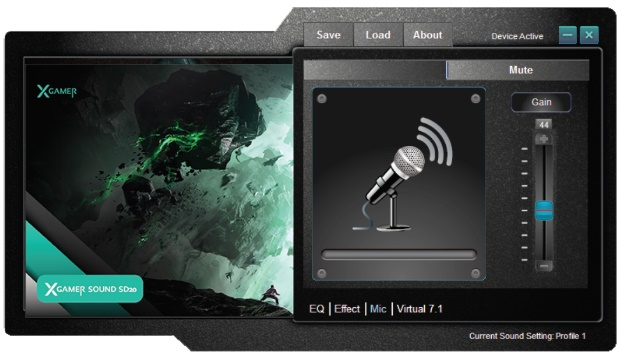 Save Load About Device Active
XGAMER
Mute
Gain
44
XGAMER SOUND SD20
EQ | Effect | Mic | Virtual 7.1
Current Sound Setting: Profile 1